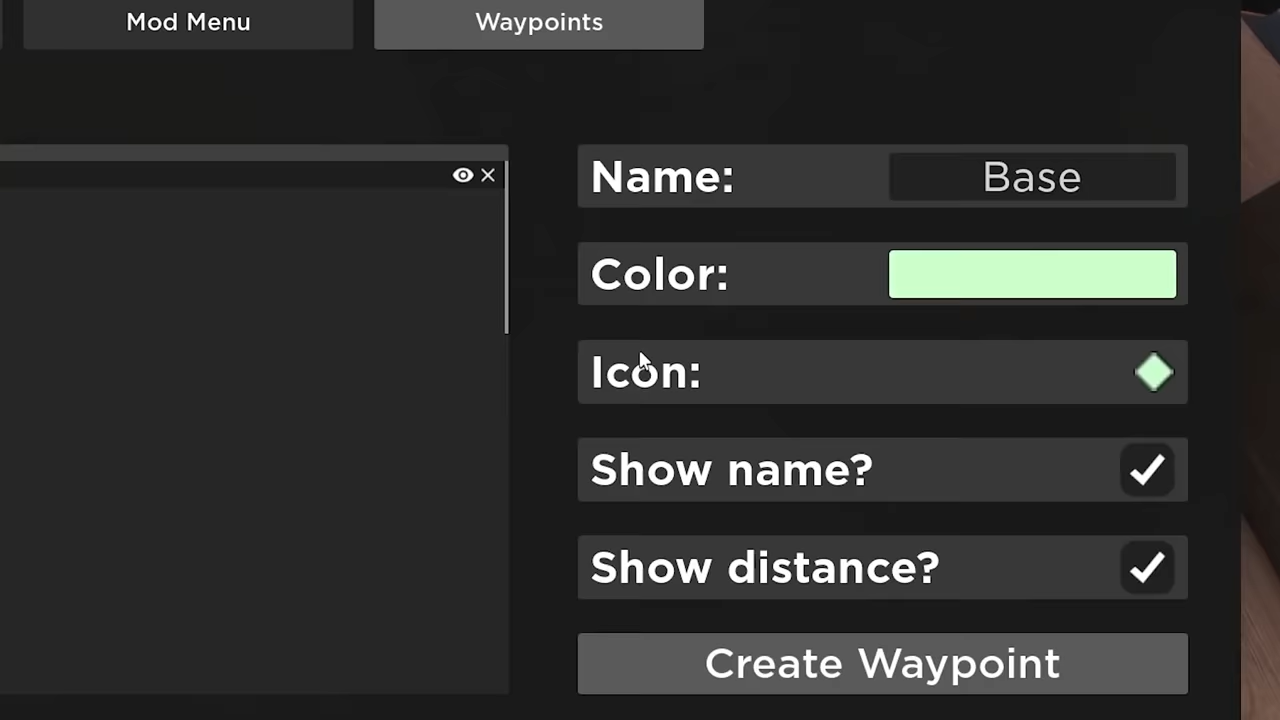 Mod Menu
Waypoints
Name:
Base
Color:
Icon:
Show name?
Show distance?
Create Waypoint